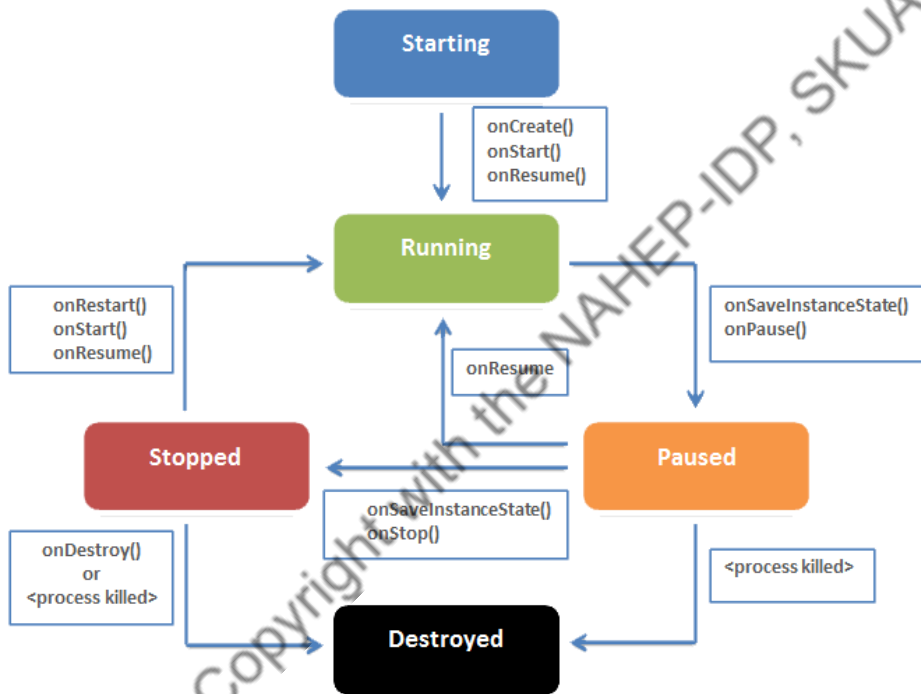 Starting
onCreate()
onStart()
onResume()
Running
onRestart()
onStart()
onResume()
onSaveInstanceState()
onPause()
onResume
Stopped
Paused
onSaveInstanceState()
onStop()
onDestroy()
or
<process killed>
<process killed>
Destroyed
Copyright with the NAHEP-IDP, SKUA